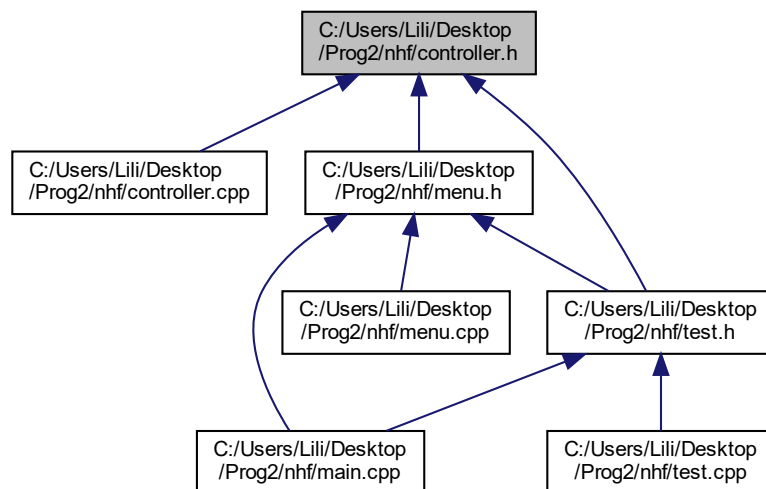 C:/Users/Lili/Desktop
/Prog2/nhf/controller.h
C:/Users/Lili/Desktop
/Prog2/nhf/controller.cpp
C:/Users/Lili/Desktop
/Prog2/nhf/menu.h
C:/Users/Lili/Desktop
/Prog2/nhf/menu.cpp
C:/Users/Lili/Desktop
/Prog2/nhf/test.h
C:/Users/Lili/Desktop
/Prog2/nhf/main.cpp
C:/Users/Lili/Desktop
/Prog2/nhf/test.cpp